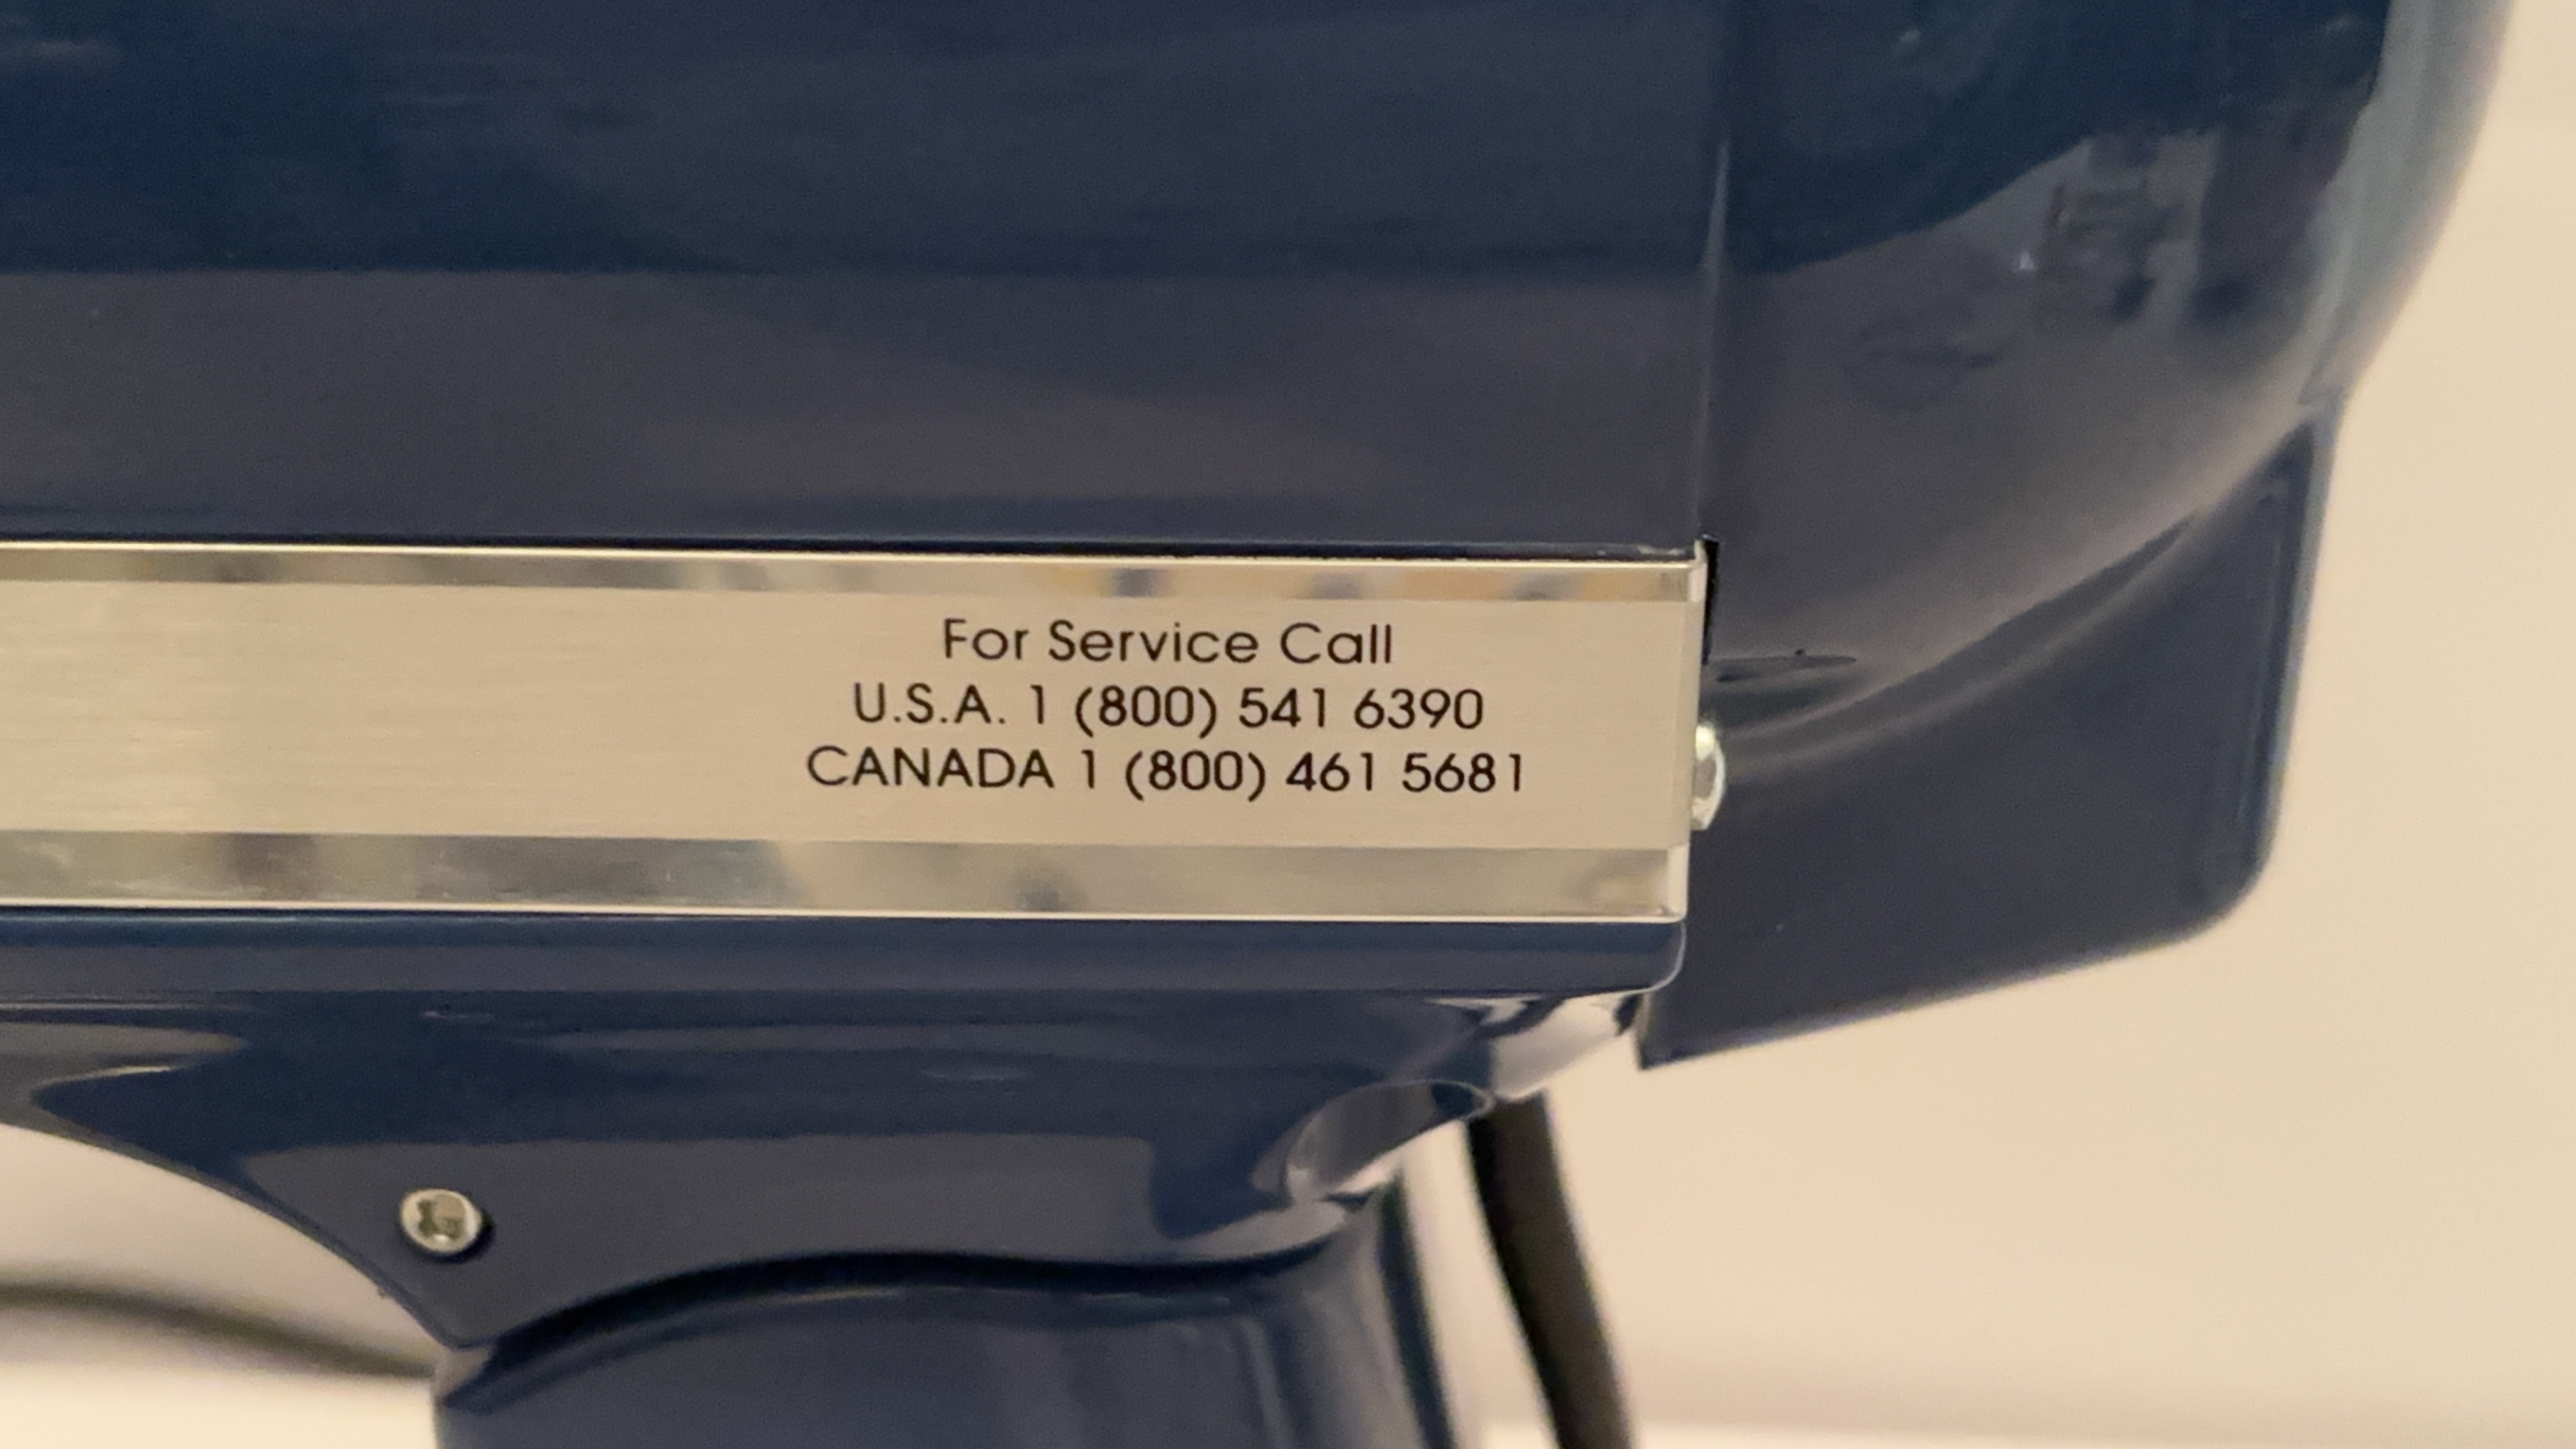 For Service Call
U.S.A. 1 (800) 541 6390
CANADA 1 (800) 461 5681